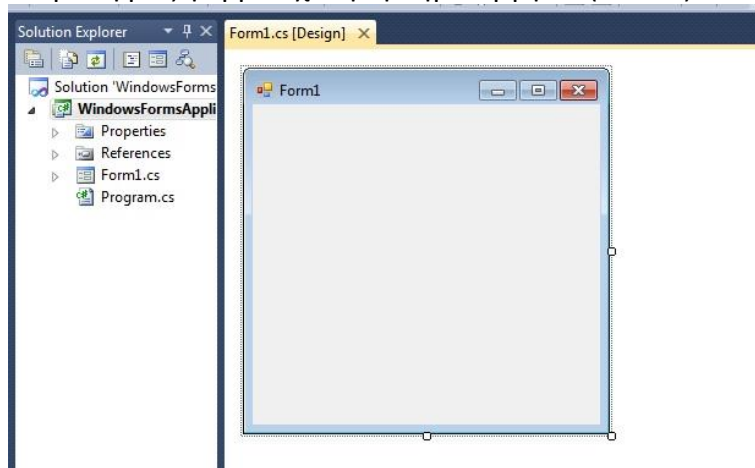 Solution Explorer
Form1.cs [Design]
Solution 'WindowsForms
WindowsFormsAppli
Properties
References
Form1.cs
Program.cs
Form1